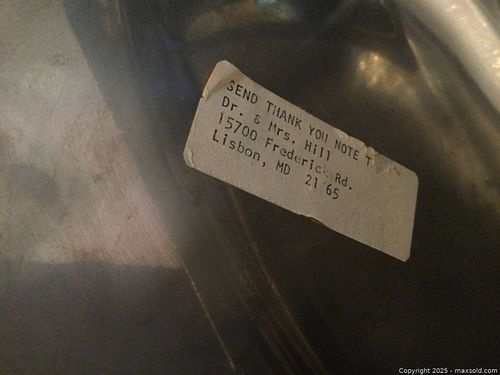 SEND THANK YOU NOTE T
Dr. & Mrs. Hill
15700 Frederick Rd.
Lisbon, MD 21 65
Copyright 2025 - maxsold.com